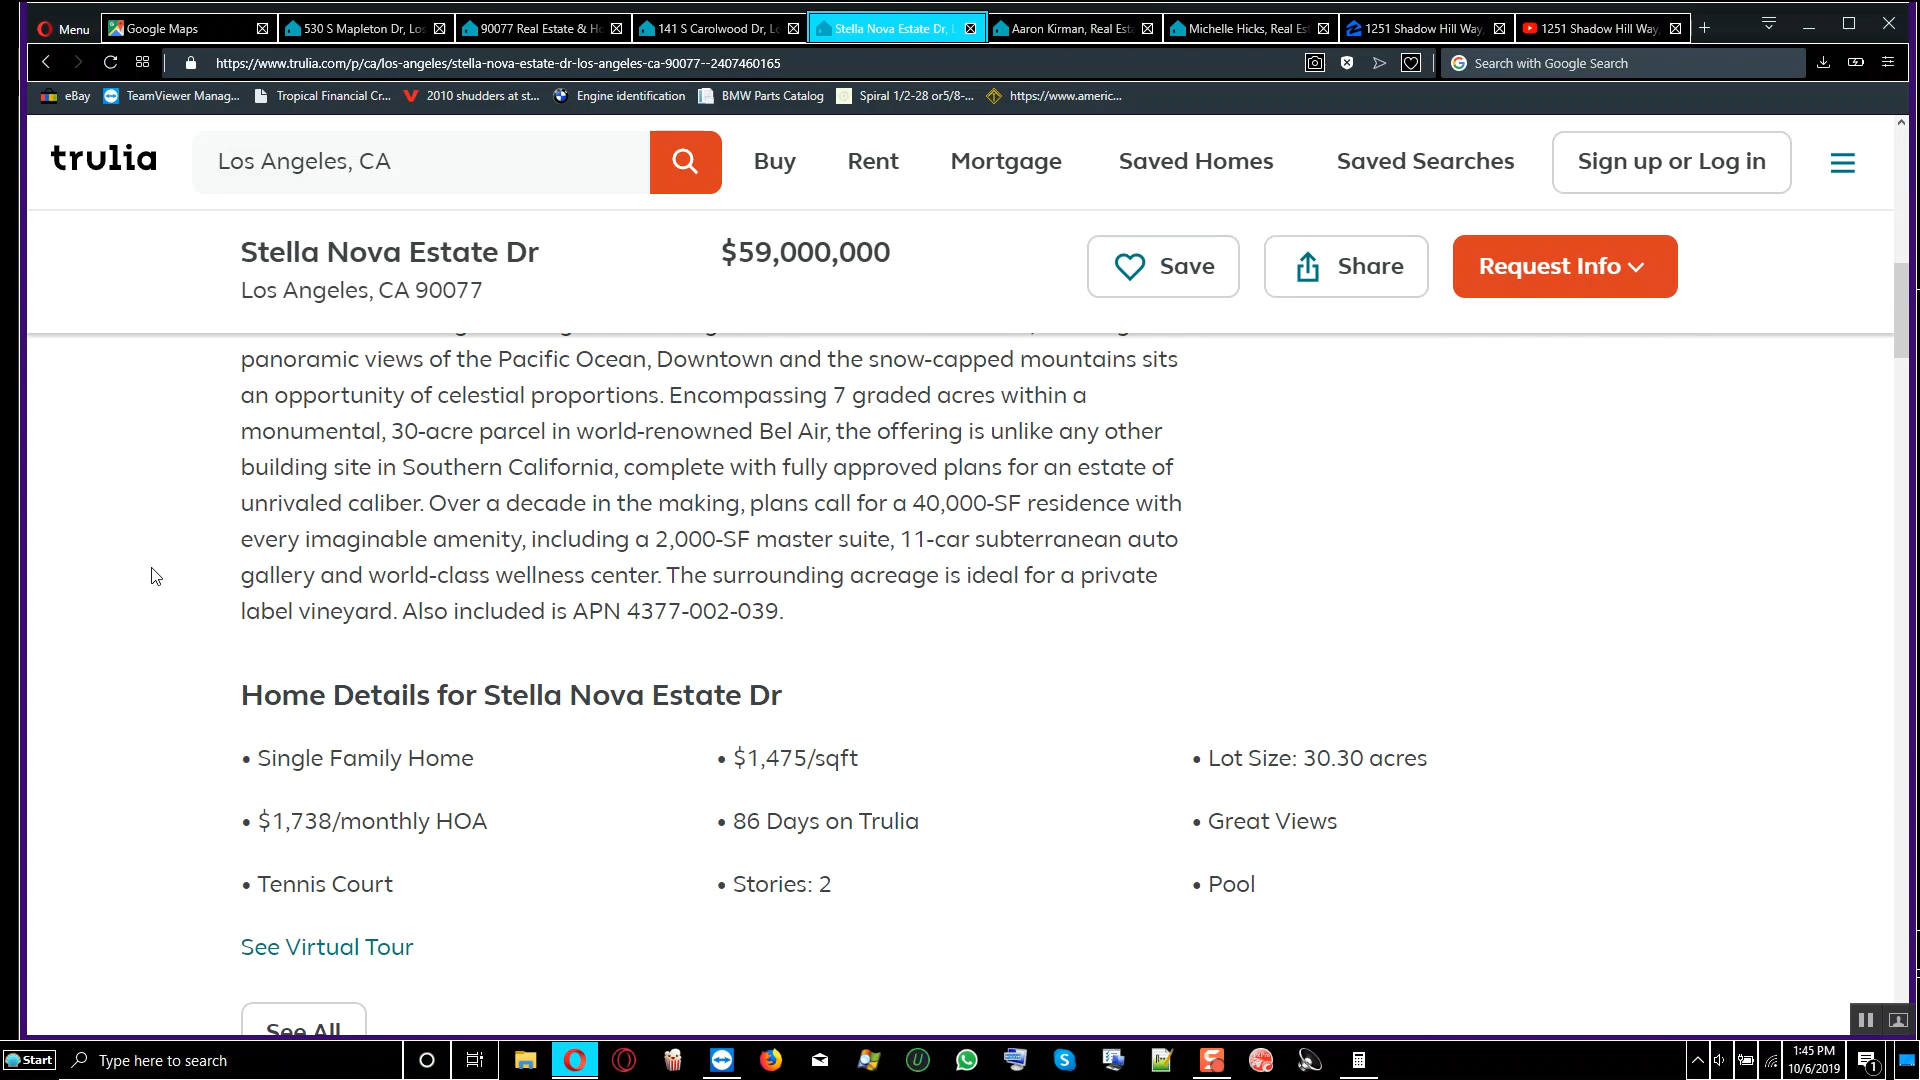 Menu
Google Maps
530 S Mapleton Dr, Los
90077 Real Estate & Ho
141 S Carolwood Dr, Lo
Stella Nova Estate Dr, L
Aaron Kirman, Real Esta
Michelle Hicks, Real Est
1251 Shadow Hill Way,
1251 Shadow Hill Way,
https://www.trulia.com/p/ca/los-angeles/stella-nova-estate-dr-los-angeles-ca-90077--2407460165
Search with Google Search
eBay
TeamViewer Manag...
Tropical Financial Cr...
2010 shudders at st...
Engine identification
BMW Parts Catalog
Spiral 1/2-28 or5/8-...
https://www.americ...
trulia
Los Angeles, CA
Buy
Rent
Mortgage
Saved Homes
Saved Searches
Sign up or Log in
Stella Nova Estate Dr
$59,000,000
Save
Share
Request Info
Los Angeles, CA 90077
panoramic views of the Pacific Ocean, Downtown and the snow-capped mountains sits
an opportunity of celestial proportions. Encompassing 7 graded acres within a
monumental, 30-acre parcel in world-renowned Bel Air, the offering is unlike any other
building site in Southern California, complete with fully approved plans for an estate of
unrivaled caliber. Over a decade in the making, plans call for a 40,000-SF residence with
every imaginable amenity, including a 2,000-SF master suite, 11-car subterranean auto
gallery and world-class wellness center. The surrounding acreage is ideal for a private
label vineyard. Also included is APN 4377-002-039.
Home Details for Stella Nova Estate Dr
• Single Family Home
• $1,475/sqft
• Lot Size: 30.30 acres
• $1,738/monthly HOA
• 86 Days on Trulia
• Great Views
• Tennis Court
• Stories: 2
• Pool
See Virtual Tour
See All
Start
Type here to search
1:45 PM
10/6/2019
1